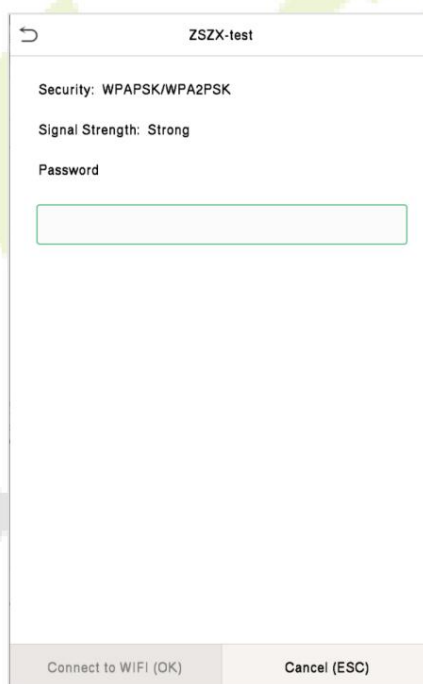 ZSZX-test
Security: WPAPSK/WPA2PSK
Signal Strength: Strong
Password
Connect to WIFI (OK)
Cancel (ESC)